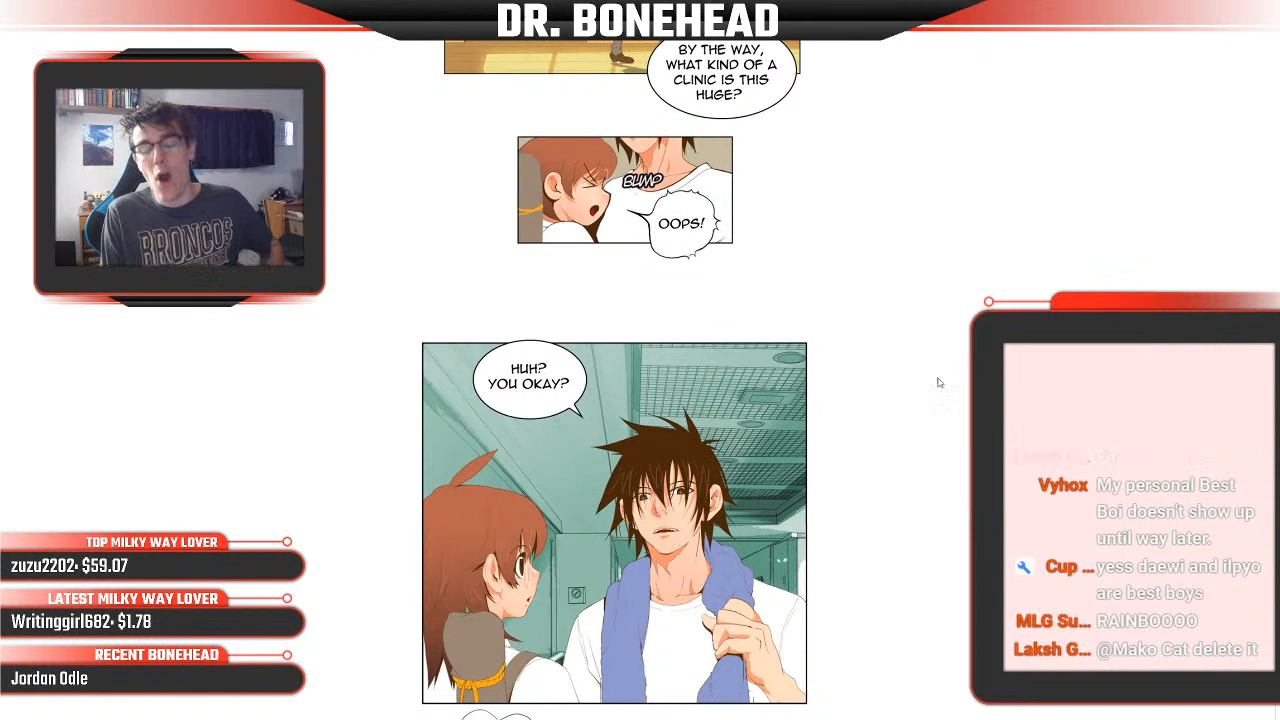 DR. BONEHEAD
BY THE WAY,
WHAT KIND OF A
CLINIC IS THIS
HUGE?
BUMP
OOPS!
HUH?
YOU OKAY?
BRONCOS
TOP MILKY WAY LOVER
zuzu2202• $59.07
LATEST MILKY WAY LOVER
Writinggirl682• $1.78
RECENT BONEHEAD
Jordan Odle
Vyhox My personal Best
Boi doesn't show up
until way later.
Cup ... yess daewi and ilpyo
are best boys
MLG Su... RAINBOOOO
Laksh G... @Mako Cat delete it